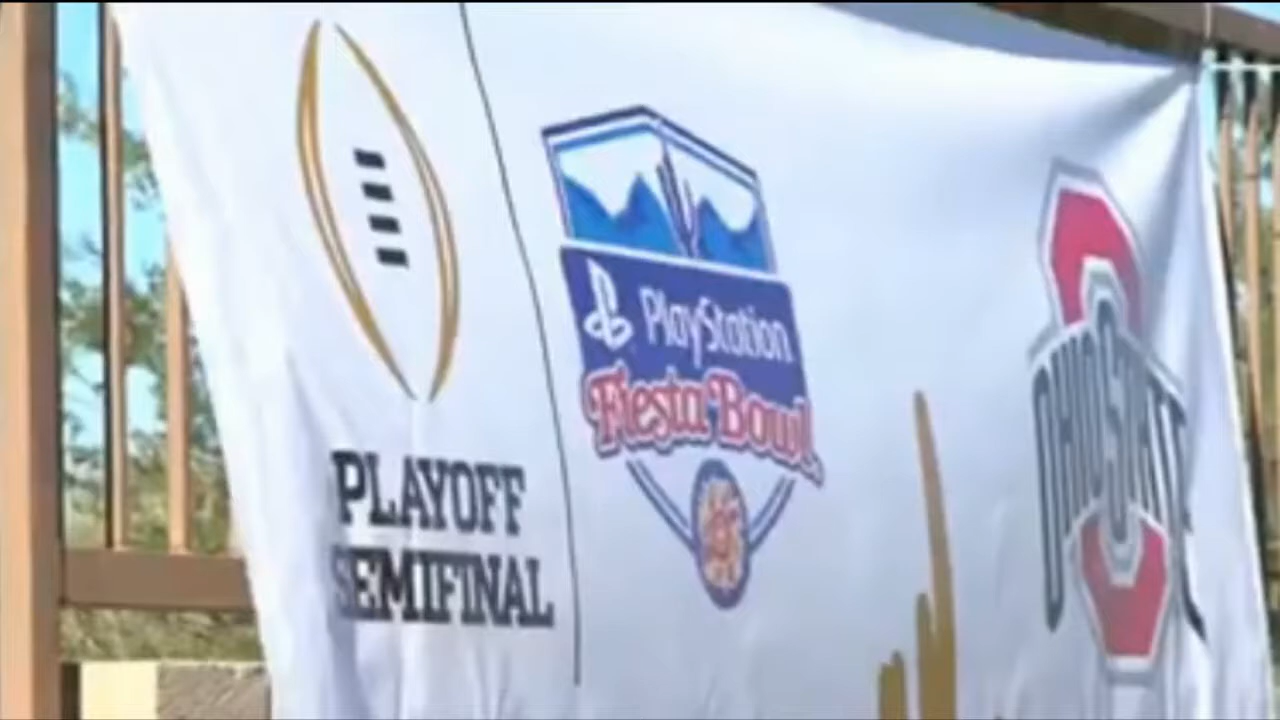 PLAYOFF
SEMIFINAL
PlayStation
Fiesta Bowl
OHIO STATE